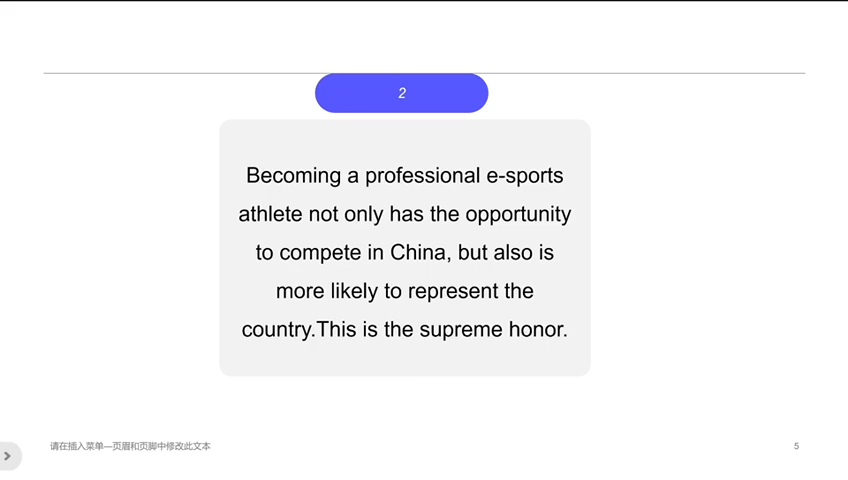 2
Becoming a professional e-sports
athlete not only has the opportunity
to compete in China, but also is
more likely to represent the
country.This is the supreme honor.
请在插入菜单—页眉和页脚中修改此文本
5